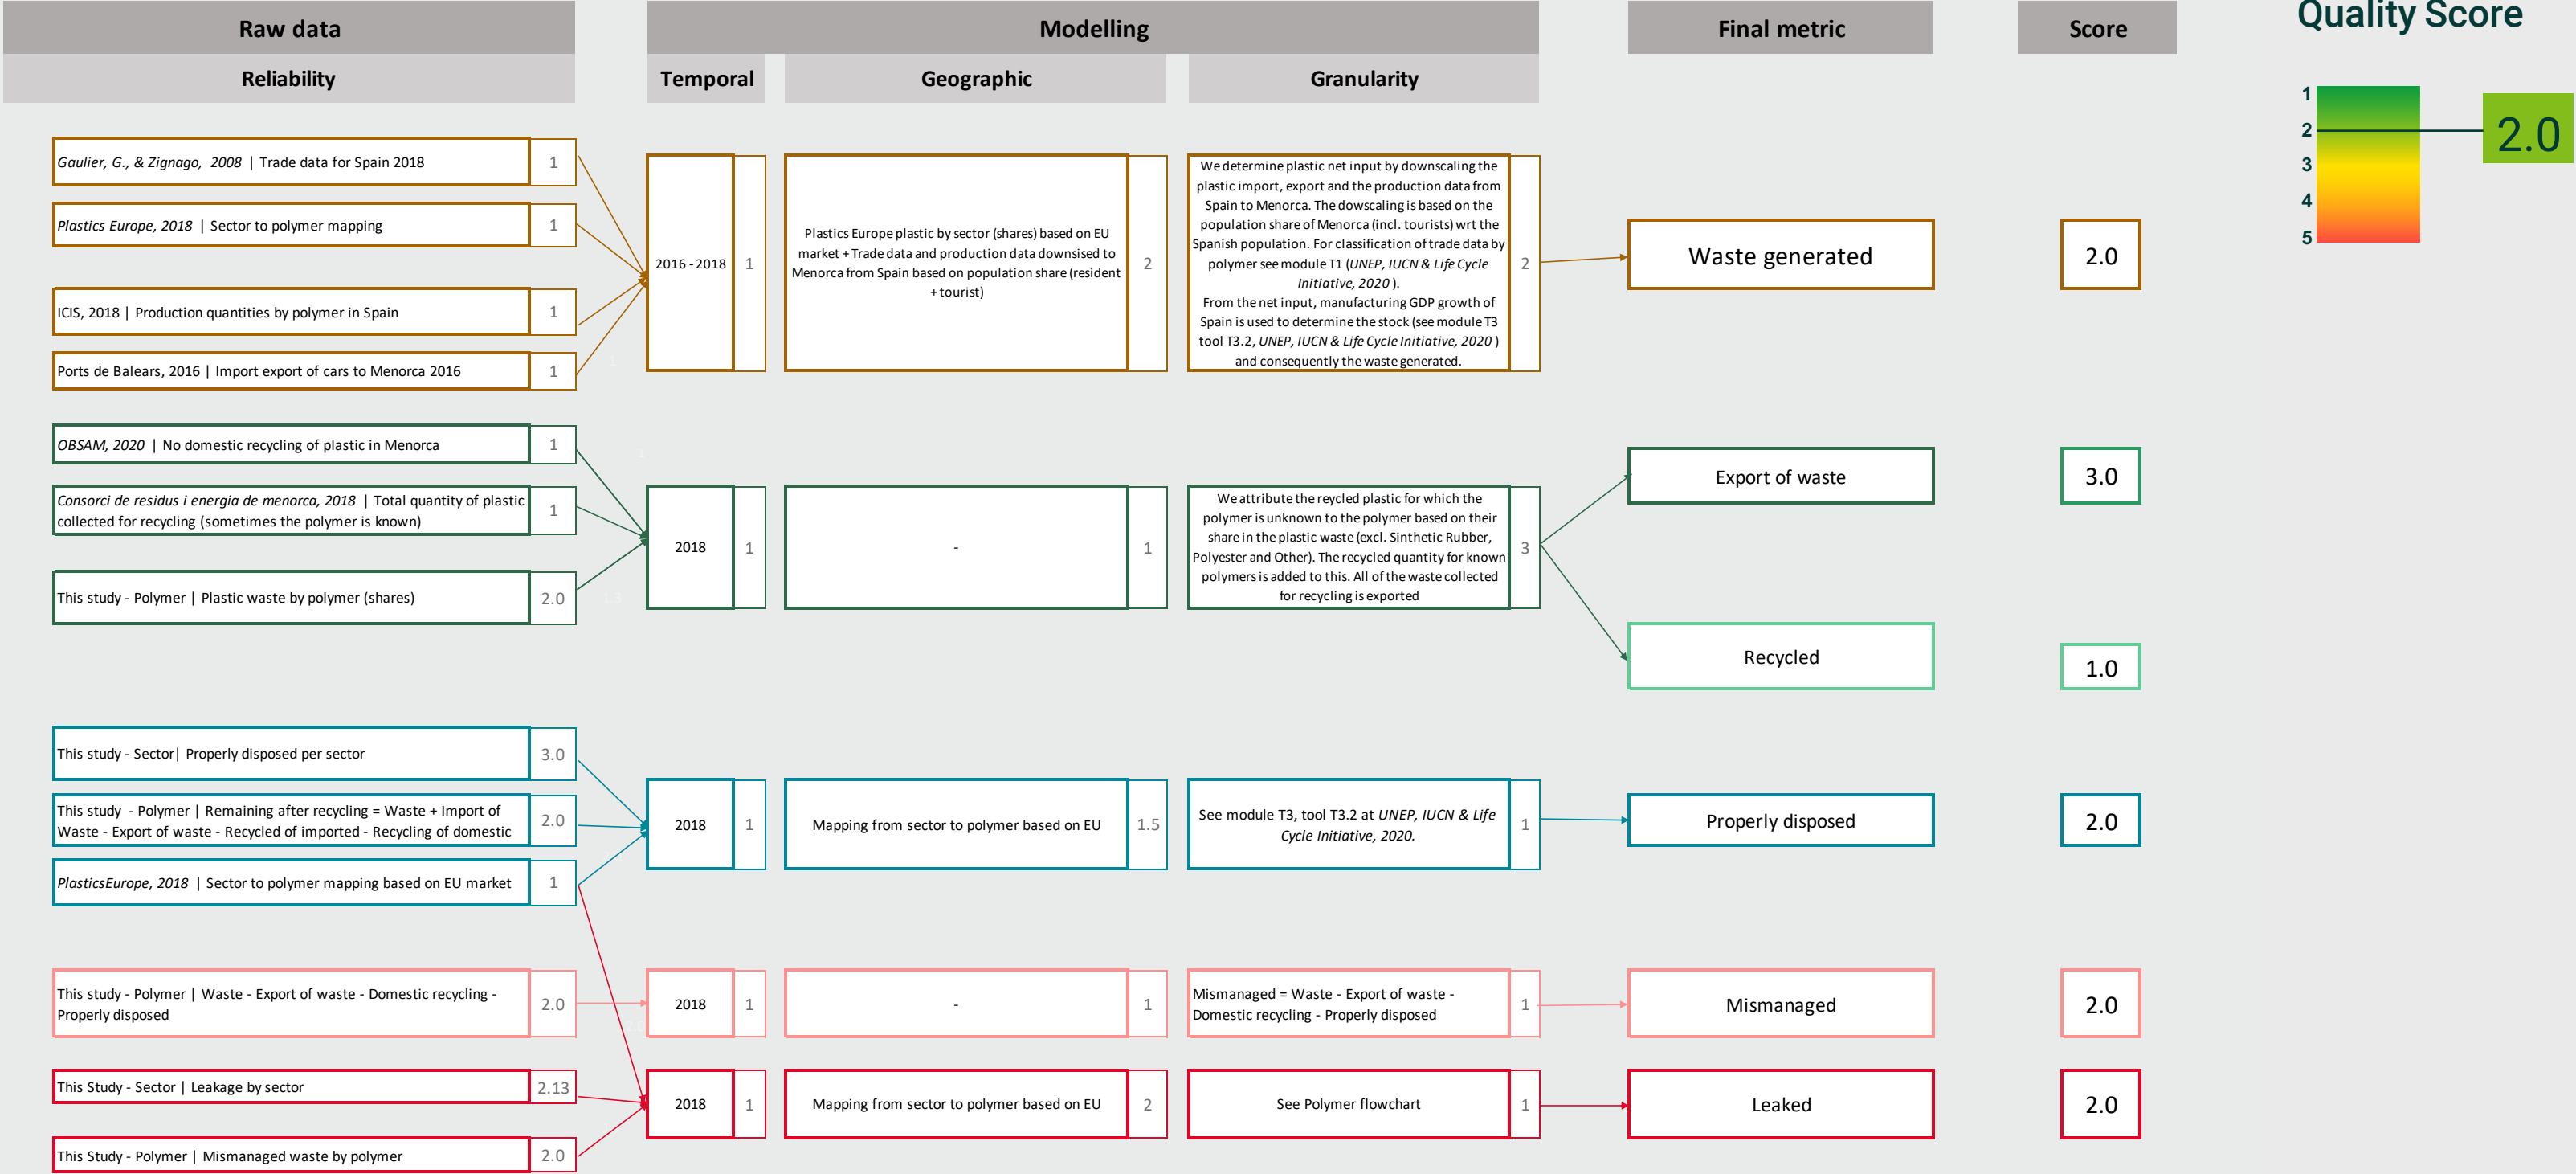 Raw data
Modelling
Final metric
Score
Quality Score
Reliability
Temporal
Geographic
Granularity
1
2
3
4
5
2.0
Gaulier, G., & Zignago, 2008 | Trade data for Spain 2018
1
Plastics Europe, 2018 | Sector to polymer mapping
1
ICIS, 2018 | Production quantities by polymer in Spain
1
Ports de Balears, 2016 | Import export of cars to Menorca 2016
1
2016 - 2018
1
Plastics Europe plastic by sector (shares) based on EU
market + Trade data and production data downsised to
Menorca from Spain based on population share (resident
+ tourist)
2
We determine plastic net input by downscaling the
plastic import, export and the production data from
Spain to Menorca. The dowscaling is based on the
population share of Menorca (incl. tourists) wrt the
Spanish population. For classification of trade data by
polymer see module T1 (UNEP, IUCN & Life Cycle
Initiative, 2020 ).
From the net input, manufacturing GDP growth of
Spain is used to determine the stock (see module T3
tool T3.2, UNEP, IUCN & Life Cycle Initiative, 2020 )
and consequently the waste generated.
2
Waste generated
2.0
OBSAM, 2020 | No domestic recycling of plastic in Menorca
1
Consorci de residus i energia de menorca, 2018 | Total quantity of plastic
collected for recycling (sometimes the polymer is known)
1
This study - Polymer | Plastic waste by polymer (shares)
2.0
2018
1
-
1
We attribute the reycled plastic for which the
polymer is unknown to the polymer based on their
share in the plastic waste (excl. Sinthetic Rubber,
Polyester and Other). The recycled quantity for known
polymers is added to this. All of the waste collected
for recycling is exported
3
Export of waste
3.0
Recycled
1.0
This study - Sector| Properly disposed per sector
3.0
This study - Polymer | Remaining after recycling = Waste + Import of
Waste - Export of waste - Recycled of imported - Recycling of domestic
2.0
PlasticsEurope, 2018 | Sector to polymer mapping based on EU market
1
2018
1
Mapping from sector to polymer based on EU
1.5
See module T3, tool T3.2 at UNEP, IUCN & Life
Cycle Initiative, 2020.
1
Properly disposed
2.0
This study - Polymer | Waste - Export of waste - Domestic recycling -
Properly disposed
2.0
2018
1
-
1
Mismanaged = Waste - Export of waste -
Domestic recycling - Properly disposed
1
Mismanaged
2.0
This Study - Sector | Leakage by sector
2.13
This Study - Polymer | Mismanaged waste by polymer
2.0
2018
1
Mapping from sector to polymer based on EU
2
See Polymer flowchart
1
Leaked
2.0